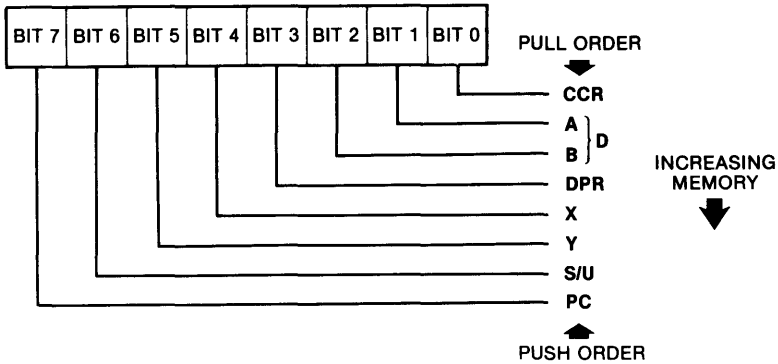 BIT 7 BIT 6 BIT 5 BIT 4 BIT 3 BIT 2 BIT 1 BIT 0
PULL ORDER
CCR
A
B
D
DPR
X
Y
S/U
PC
PUSH ORDER
INCREASING
MEMORY